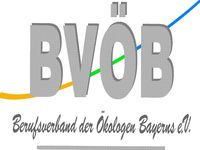 BVÖB
Berufsverband der Ökologen Bayerns e.V.